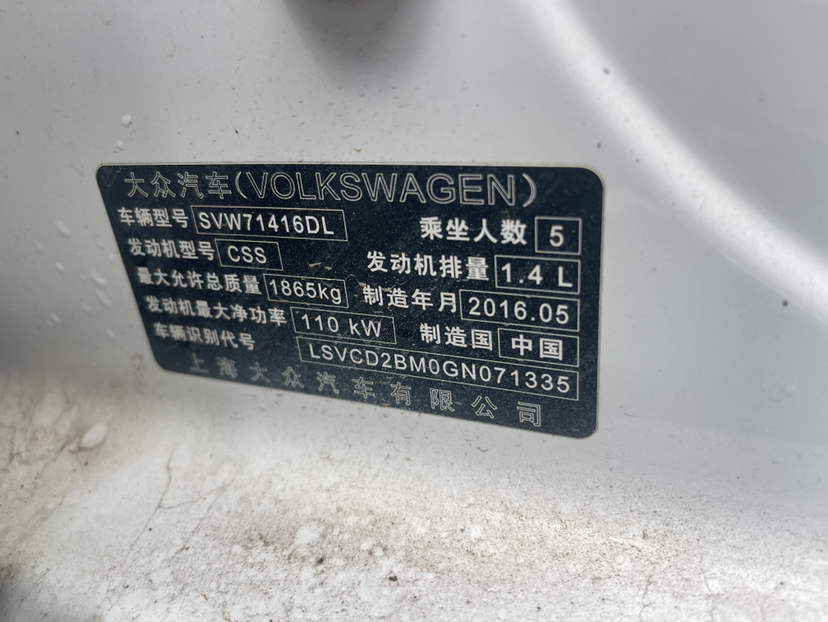 大众汽车(VOLKSWAGEN)
车辆型号 SVW71416DL 乘坐人数 5
发动机型号 CSS 发动机排量 1.4 L
最大允许总质量 1865kg 制造年月 2016.05
发动机最大净功率 110 kW 制造国 中国
车辆识别代号 LSVCD2BM0GN071335
上海大众汽车有限公司